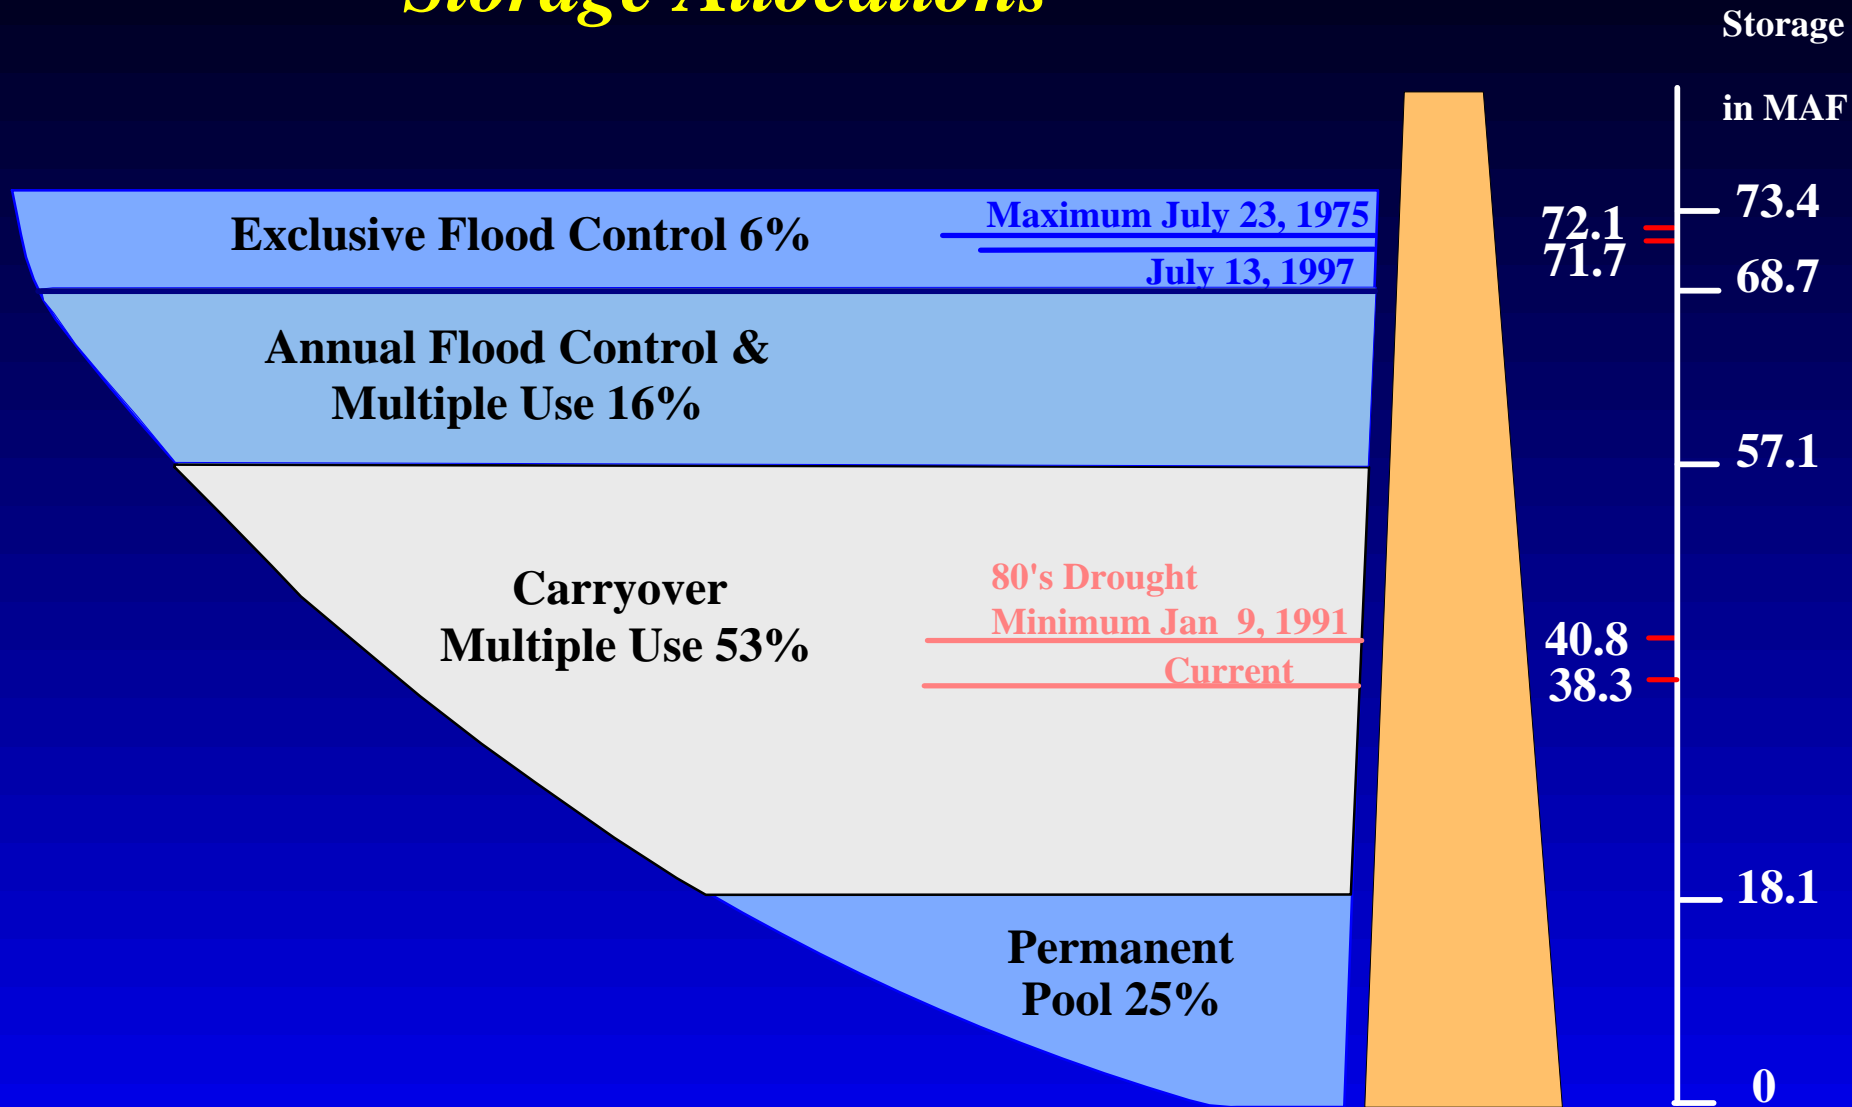 Storage Allocations
Storage
in MAF
Exclusive Flood Control 6%
Maximum July 23, 1975
July 13, 1997
Annual Flood Control &
Multiple Use 16%
Carryover
Multiple Use 53%
80's Drought
Minimum Jan 9, 1991
Current
Permanent
Pool 25%
72.1
71.7
40.8
38.3
73.4
68.7
57.1
18.1
0